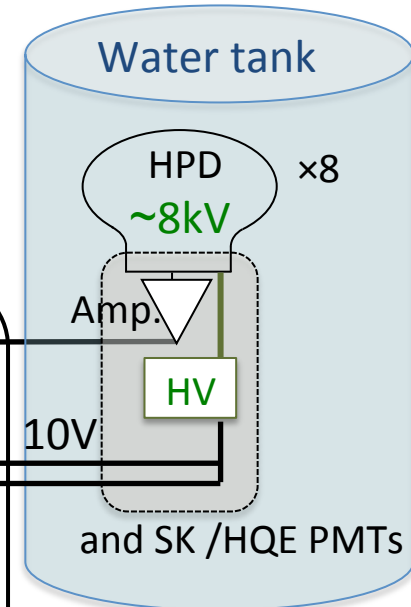 Water tank
HPD ×8
~8kV
Amp.
HV
10V
and SK /HQE PMTs